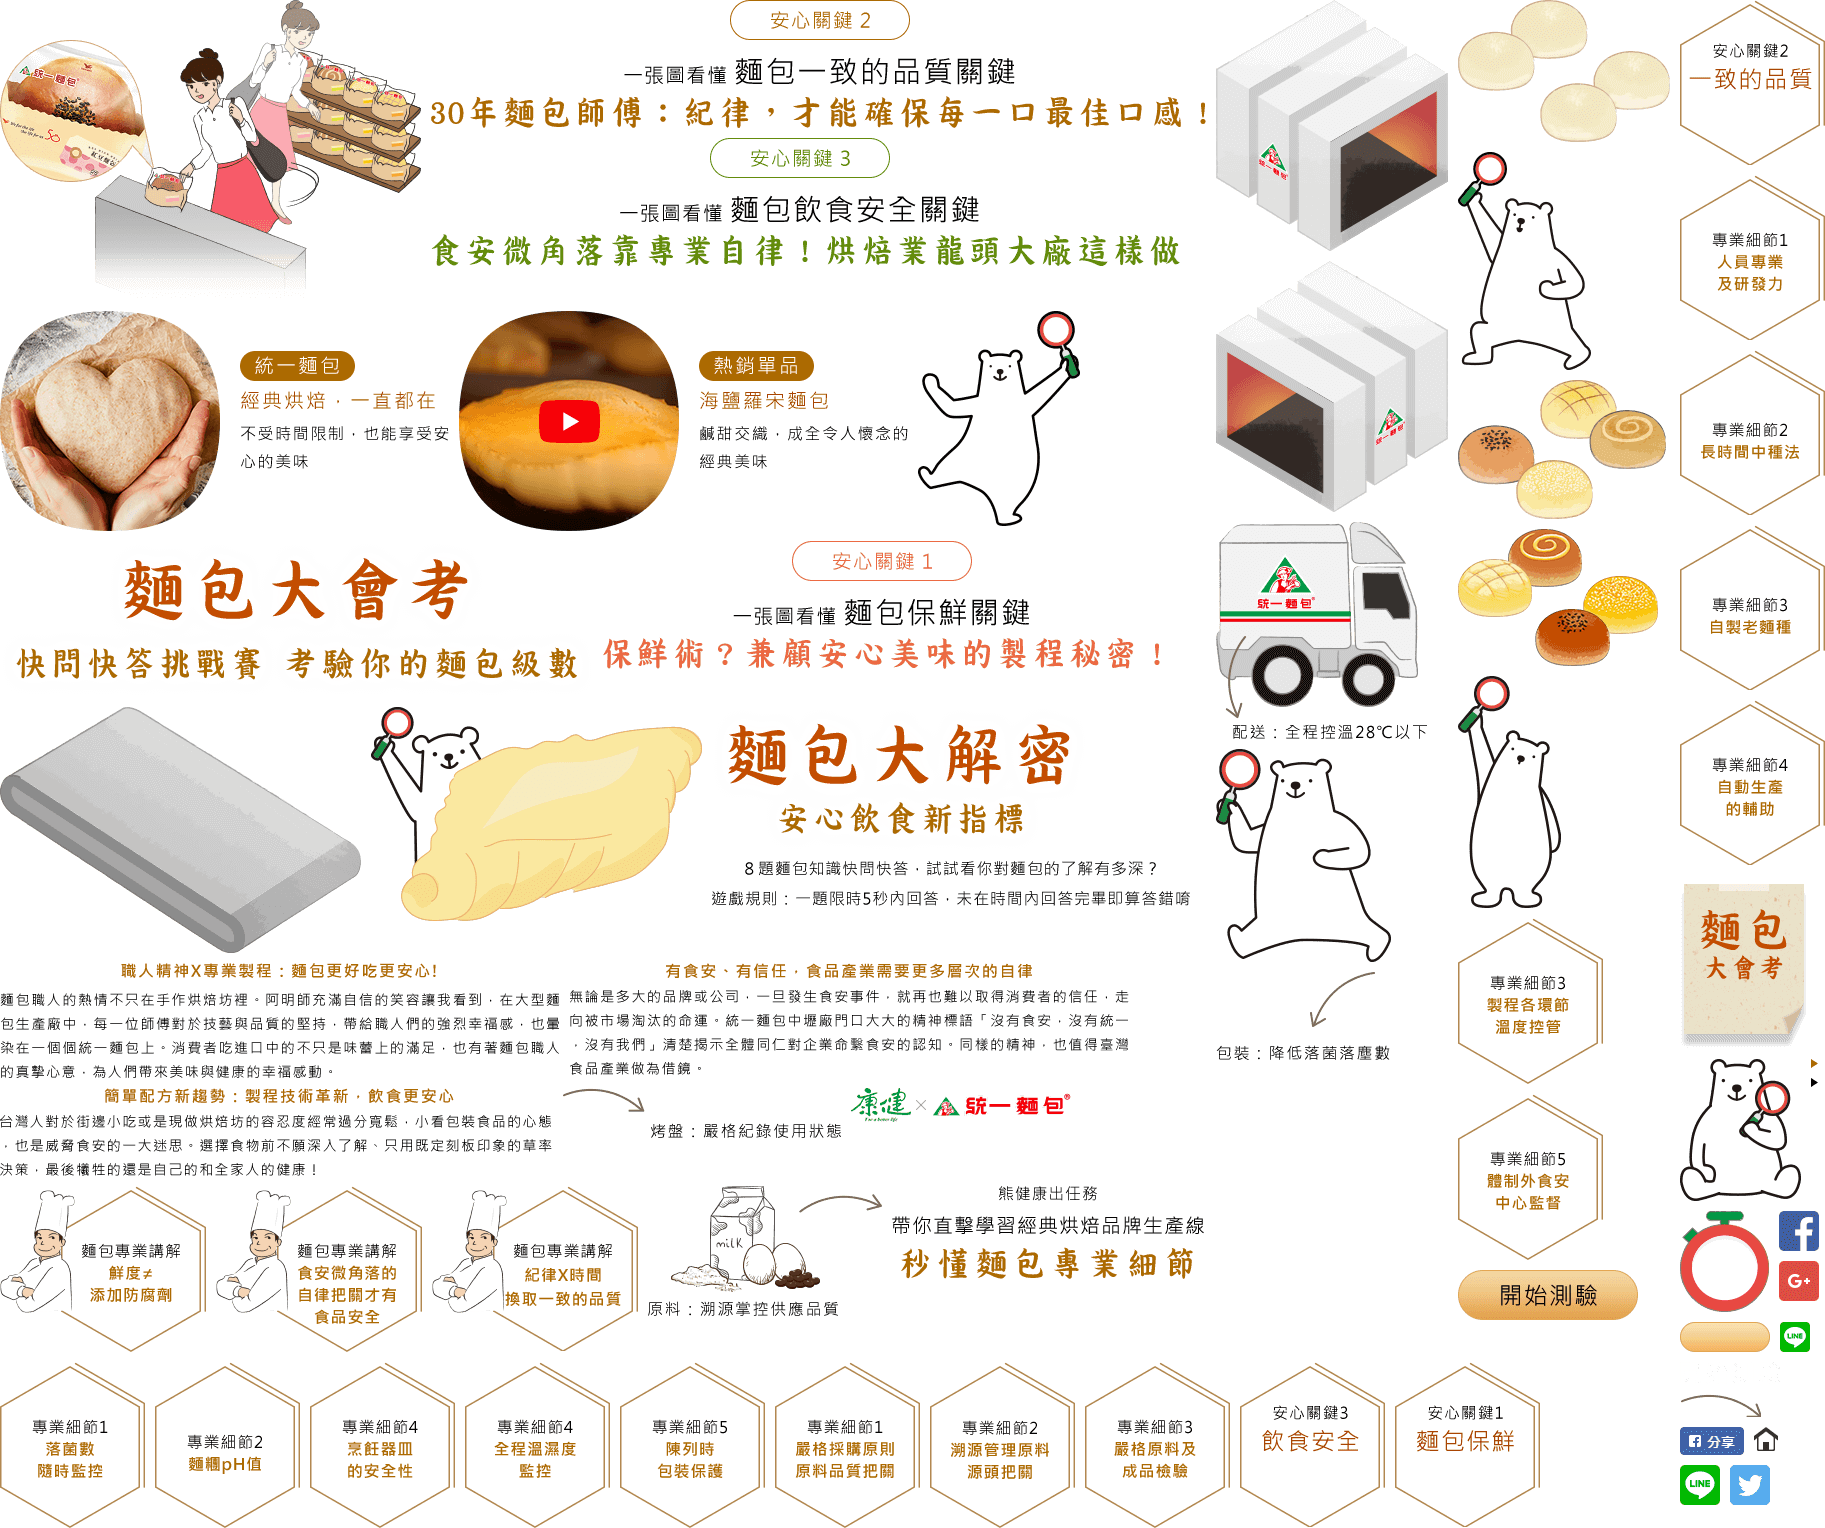 安心關鍵 2
一張圖看懂 麵包一致的品質關鍵
30年麵包師傅：紀律，才能確保每一口最佳口感！
安心關鍵 3
一張圖看懂 麵包飲食安全關鍵
食安微角落靠專業自律！烘焙業龍頭大廠這樣做
統一麵包
統一麵包
經典烘焙，一直都在
不受時間限制，也能享受安
心的美味
熱銷單品
海鹽羅宋麵包
鹹甜交織，成全令人懷念的
經典美味
麵包大會考
快問快答挑戰賽 考驗你的麵包級數
安心關鍵 1
一張圖看懂 麵包保鮮關鍵
保鮮術？兼顧安心美味的製程秘密！
麵包大解密
安心飲食新指標
8題麵包知識快問快答，試試看你對麵包的了解有多深？
遊戲規則：一題限時5秒內回答，未在時間內回答完畢即算答錯唷
職人精神X專業製程：麵包更好吃更安心!
麵包職人的熱情不只在手作烘焙坊裡。阿明師充滿自信的笑容讓我看到，在大型麵
包生產廠中，每一位師傅對於技藝與品質的堅持，帶給職人們的強烈幸福感，也暈
染在一個個統一麵包上。消費者吃進口中的不只是味蕾上的滿足，也有著麵包職人
的真摯心意，為人們帶來美味與健康的幸福感動。
簡單配方新趨勢：製程技術革新，飲食更安心
台灣人對於街邊小吃或是現做烘焙坊的容忍度經常過分寬鬆，小看包裝食品的心態
，也是威脅食安的一大迷思。選擇食物前不願深入了解、只用既定刻板印象的草率
決策，最後犧牲的還是自己的和全家人的健康！
有食安、有信任，食品產業需要更多層次的自律
無論是多大的品牌或公司，一旦發生食安事件，就再也難以取得消費者的信任，走
向被市場淘汰的命運。統一麵包中壢廠門口大大的精神標語「沒有食安，沒有統一
，沒有我們」清楚揭示全體同仁對企業命繫食安的認知。同樣的精神，也值得臺灣
食品產業做為借鏡。
烤盤：嚴格紀錄使用狀態
康健 × 統一麵包
For a better life
熊健康出任務
帶你直擊學習經典烘焙品牌生產線
秒懂麵包專業細節
milk
原料：溯源掌控供應品質
麵包專業講解
鮮度≠
添加防腐劑
麵包專業講解
食安微角落的
自律把關才有
食品安全
麵包專業講解
紀律X時間
換取一致的品質
專業細節1
落菌數
隨時監控
專業細節2
麵糰pH值
專業細節4
烹飪器皿
的安全性
專業細節4
全程溫濕度
監控
專業細節5
陳列時
包裝保護
專業細節1
嚴格採購原則
原料品質把關
專業細節2
溯源管理原料
源頭把關
專業細節3
嚴格原料及
成品檢驗
安心關鍵3
飲食安全
安心關鍵1
麵包保鮮
統一麵包
統一麵包
統一麵包
配送：全程控溫28℃以下
包裝：降低落菌落塵數
專業細節3
製程各環節
溫度控管
專業細節5
體制外食安
中心監督
開始測驗
安心關鍵2
一致的品質
專業細節1
人員專業
及研發力
專業細節2
長時間中種法
專業細節3
自製老麵種
專業細節4
自動生產
的輔助
麵包
大會考
G+
LINE
分享
LINE